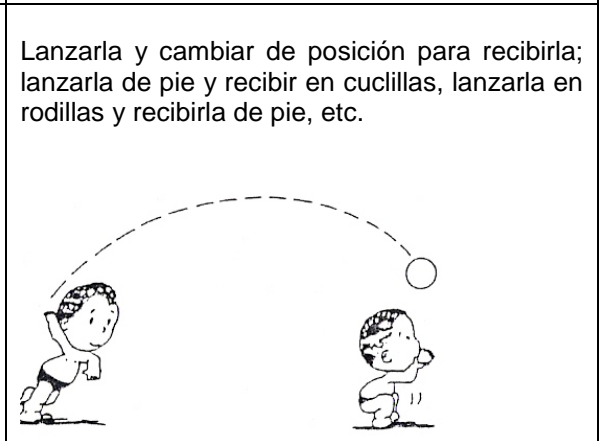 Lanzarla y cambiar de posición para recibirla;
lanzarla de pie y recibir en cuclillas, lanzarla en
rodillas y recibirla de pie, etc.